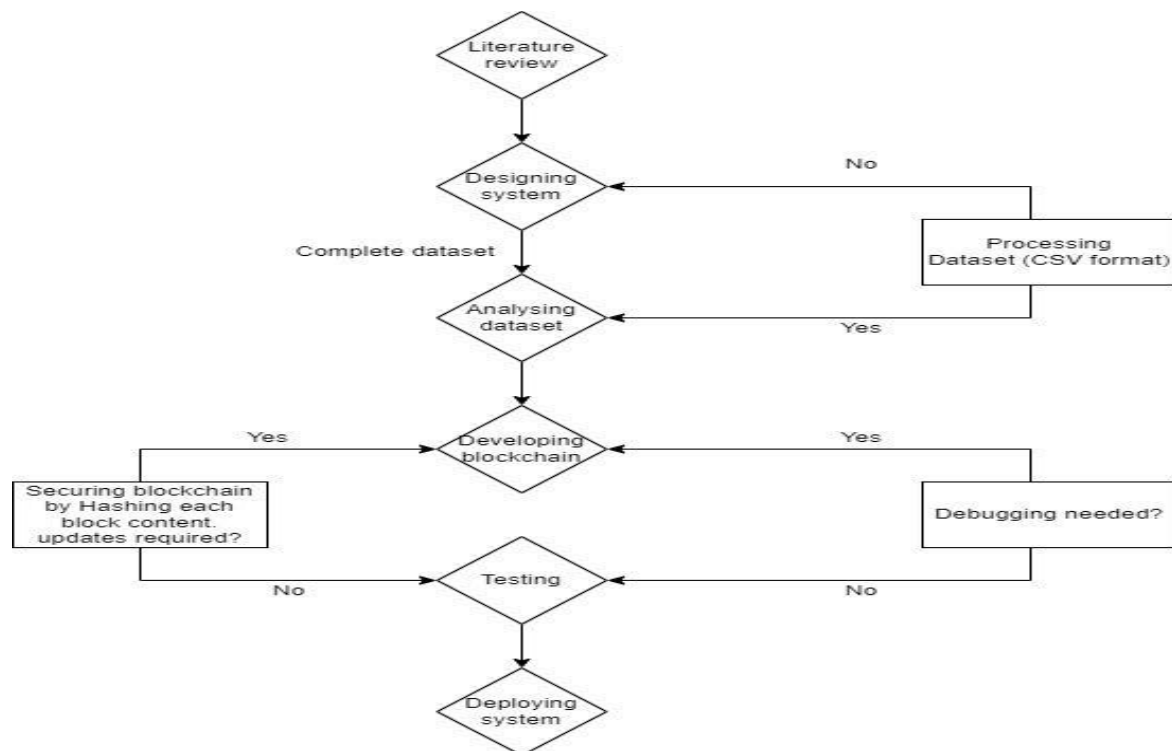 Literature
review
No
Designing
system
Complete dataset
Processing
Dataset (CSV format)
Analysing
dataset
Yes
Yes
Developing
blockchain
Yes
Securing blockchain
by Hashing each
block content.
updates required?
Debugging needed?
No
Testing
No
Deploying
system